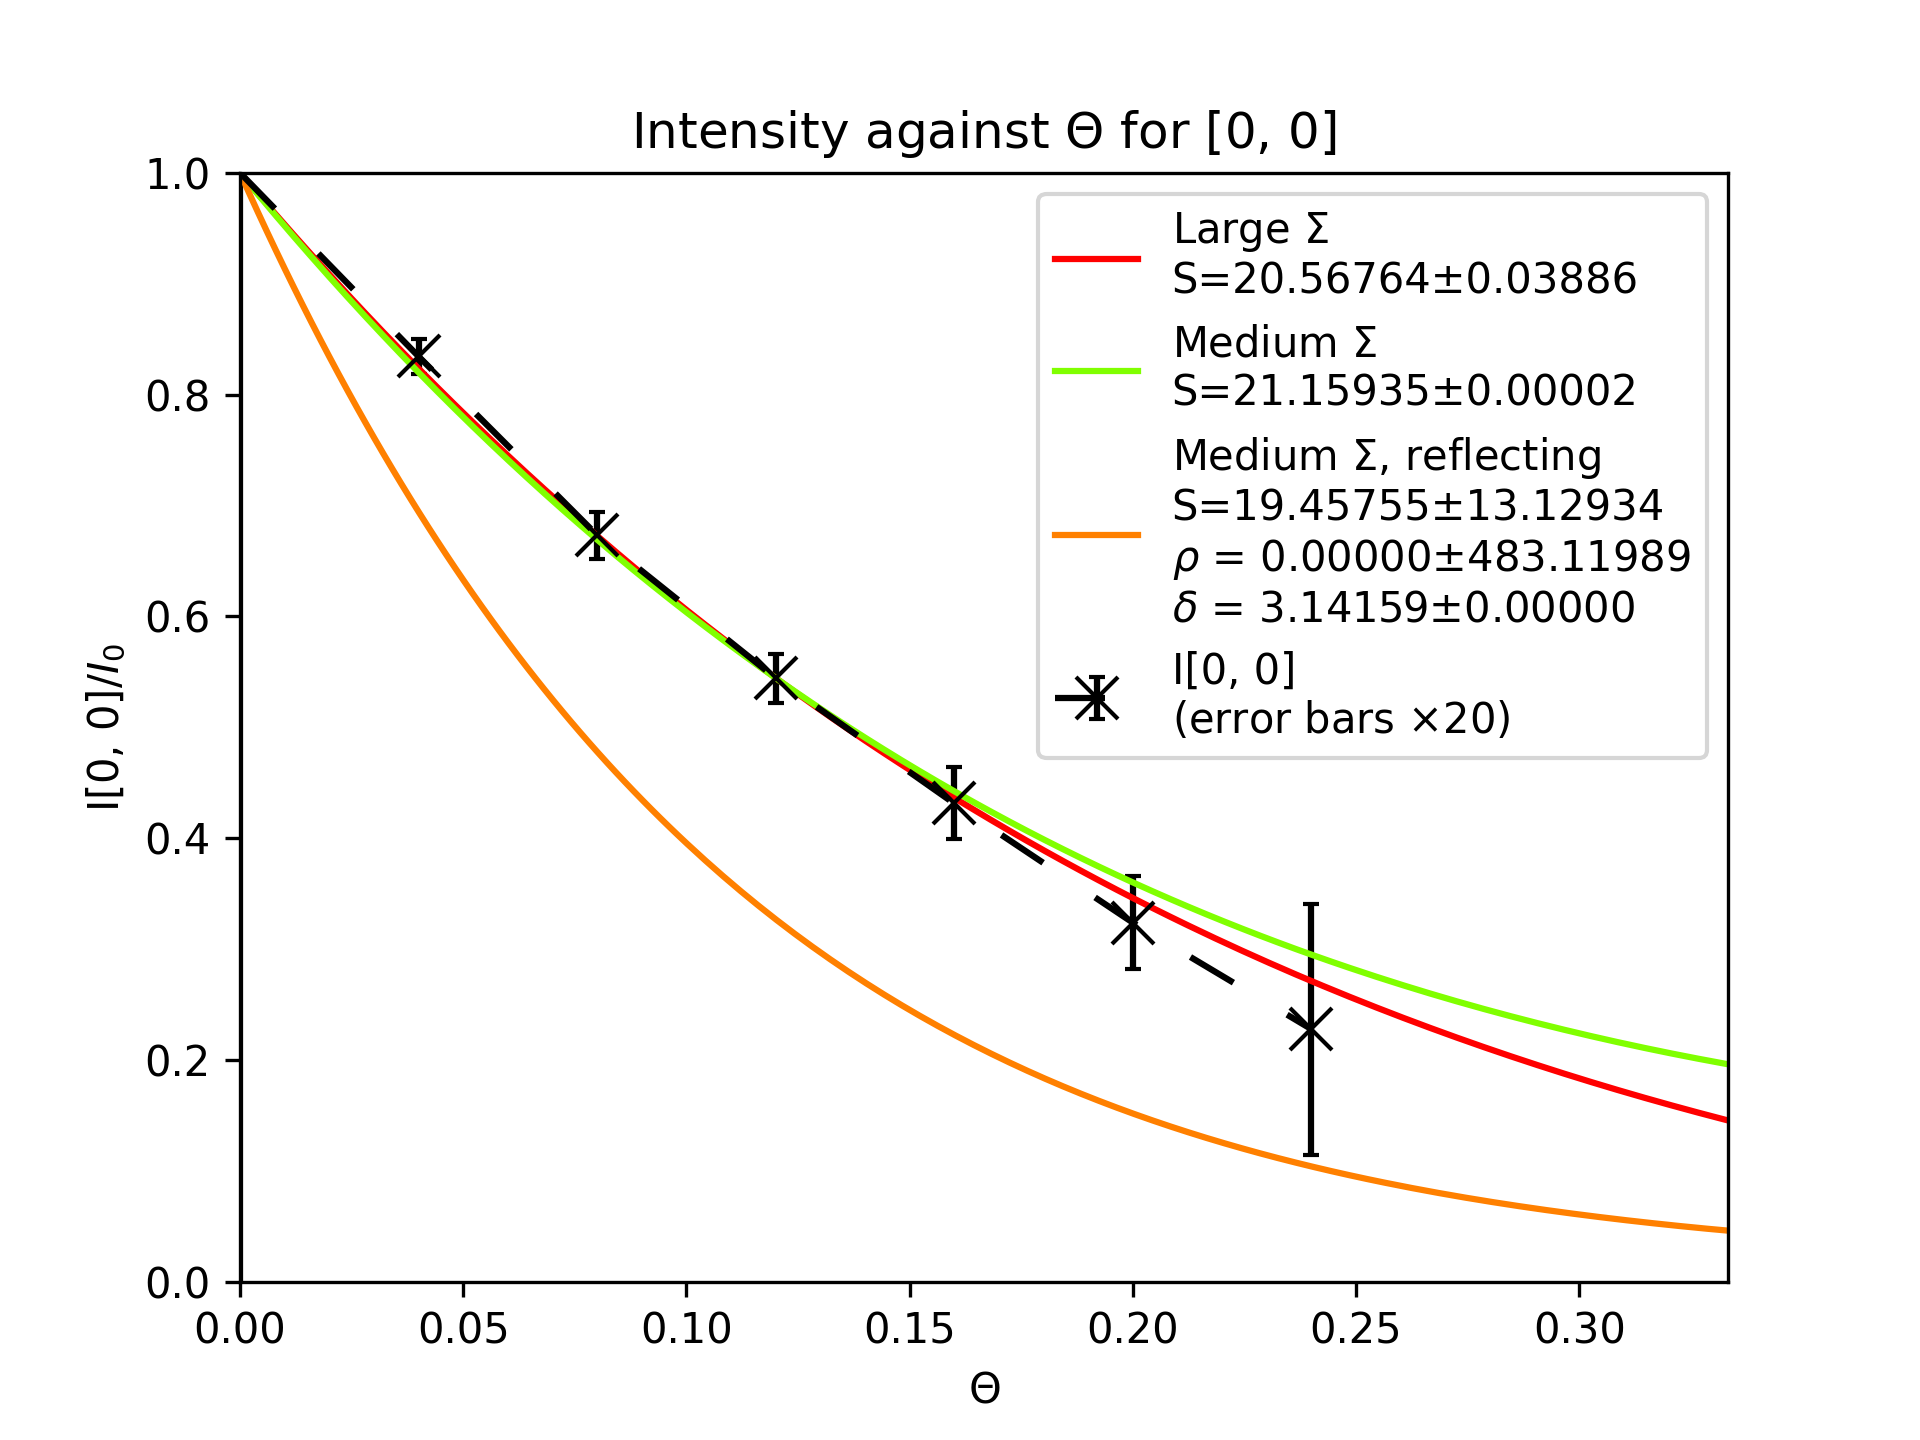 Intensity against Θ for [0, 0]
I[0, 0]/I₀
1.0
0.8
0.6
0.4
0.2
0.0
0.00 0.05 0.10 0.15 0.20 0.25 0.30
Θ
Large Σ
S=20.56764±0.03886
Medium Σ
S=21.15935±0.00002
Medium Σ, reflecting
S=19.45755±13.12934
ρ = 0.00000±483.11989
δ = 3.14159±0.00000
I[0, 0]
(error bars ×20)